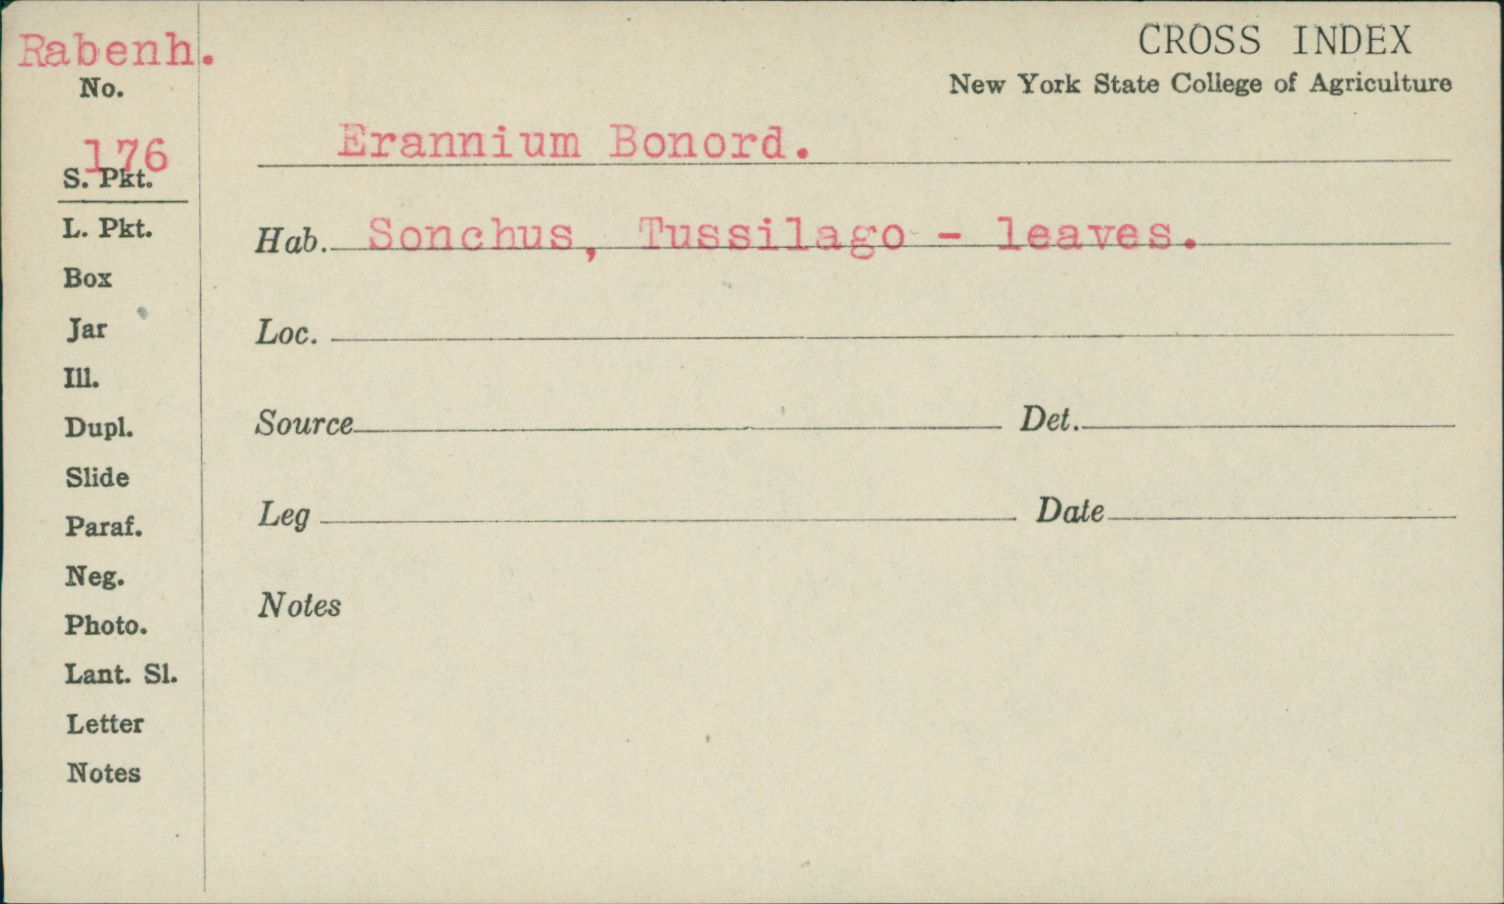 Rabenh.
No.
176
S. Pkt.
L. Pkt.
Box
Jar
Ill.
Dupl.
Slide
Paraf.
Neg.
Photo.
Lant. Sl.
Letter
Notes
CROSS INDEX
New York State College of Agriculture
Erannium Bonord.
Hab. Sonchus, Tussilago - leaves.
Loc.
Source Det.
Leg Date
Notes